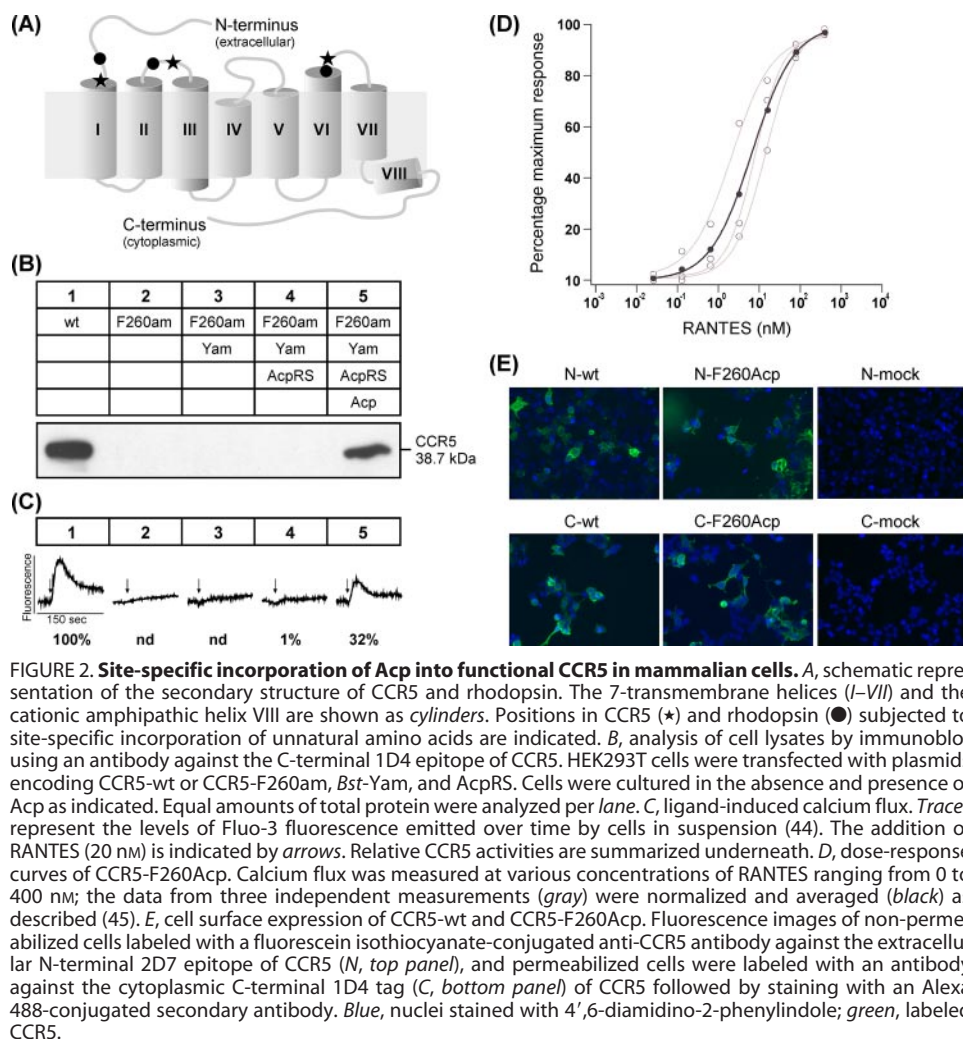 (A)
N-terminus
(extracellular)
I II III IV V VI VII
VIII
C-terminus
(cytoplasmic)
(B)
1 2 3 4 5
wt F260am F260am F260am F260am
Yam Yam Yam
AcpRS AcpRS
Acp
CCR5
38.7 kDa
(C)
1 2 3 4 5
Fluorescence
150 sec
100% nd nd 1% 32%
(D)
Percentage maximum response
100
80
60
40
20
10
10-3 10-2 10-1 100 101 102 103 104
RANTES (nM)
(E)
N-wt N-F260Acp N-mock
C-wt C-F260Acp C-mock
FIGURE 2. Site-specific incorporation of Acp into functional CCR5 in mammalian cells. A, schematic repre-
sentation of the secondary structure of CCR5 and rhodopsin. The 7-transmembrane helices (I–VII) and the
cationic amphipathic helix VIII are shown as cylinders. Positions in CCR5 (★) and rhodopsin (●) subjected to
site-specific incorporation of unnatural amino acids are indicated. B, analysis of cell lysates by immunoblot
using an antibody against the C-terminal 1D4 epitope of CCR5. HEK293T cells were transfected with plasmid
encoding CCR5-wt or CCR5-F260am, Bst-Yam, and AcpRS. Cells were cultured in the absence and presence o
Acp as indicated. Equal amounts of total protein were analyzed per lane. C, ligand-induced calcium flux. Trace
represent the levels of Fluo-3 fluorescence emitted over time by cells in suspension (44). The addition o
RANTES (20 nM) is indicated by arrows. Relative CCR5 activities are summarized underneath. D, dose-response
curves of CCR5-F260Acp. Calcium flux was measured at various concentrations of RANTES ranging from 0 to
400 nM; the data from three independent measurements (gray) were normalized and averaged (black) a
described (45). E, cell surface expression of CCR5-wt and CCR5-F260Acp. Fluorescence images of non-perme
abilized cells labeled with a fluorescein isothiocyanate-conjugated anti-CCR5 antibody against the extracellu
lar N-terminal 2D7 epitope of CCR5 (N, top panel), and permeabilized cells were labeled with an antibody
against the cytoplasmic C-terminal 1D4 tag (C, bottom panel) of CCR5 followed by staining with an Alexa
488-conjugated secondary antibody. Blue, nuclei stained with 4′,6-diamidino-2-phenylindole; green, labeled
CCR5.